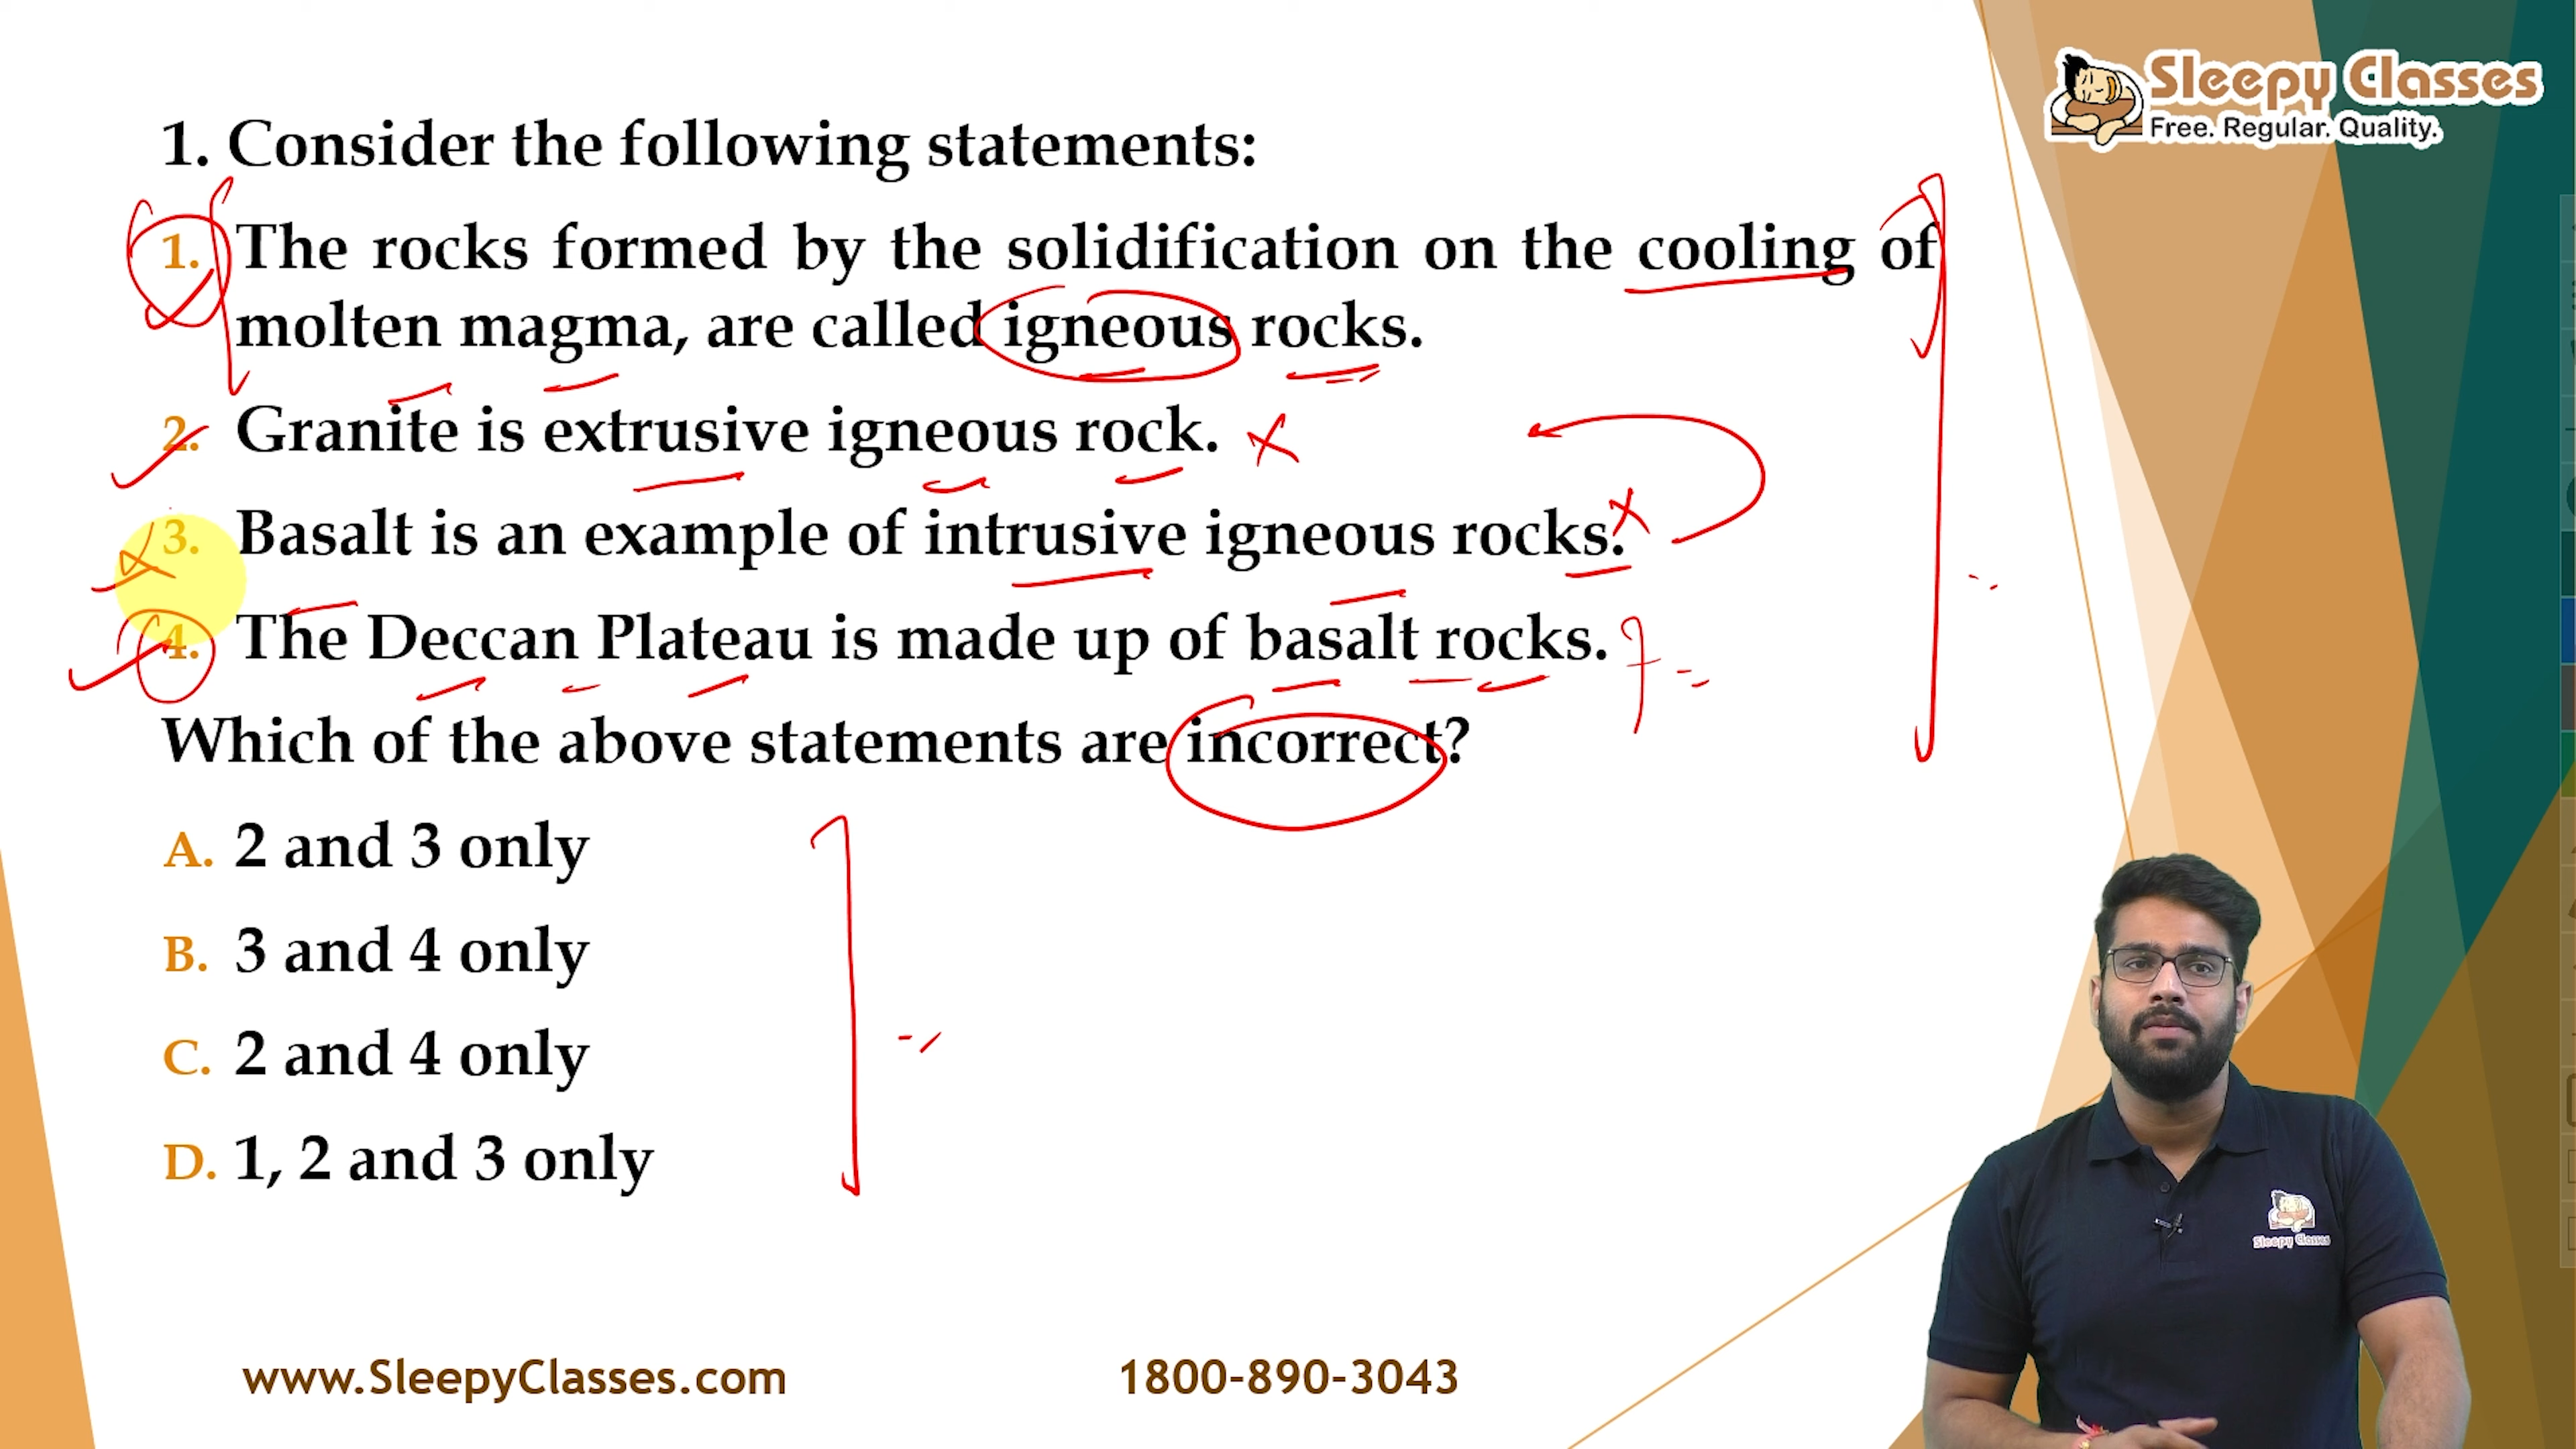 Sleepy Classes
Free. Regular. Quality.
1. Consider the following statements:
1. The rocks formed by the solidification on the cooling of
molten magma, are called igneous rocks.
2. Granite is extrusive igneous rock.
3. Basalt is an example of intrusive igneous rocks.
4. The Deccan Plateau is made up of basalt rocks.
Which of the above statements are incorrect?
A. 2 and 3 only
B. 3 and 4 only
C. 2 and 4 only
D. 1, 2 and 3 only
Sleepy Classes
www.SleepyClasses.com 1800-890-3043